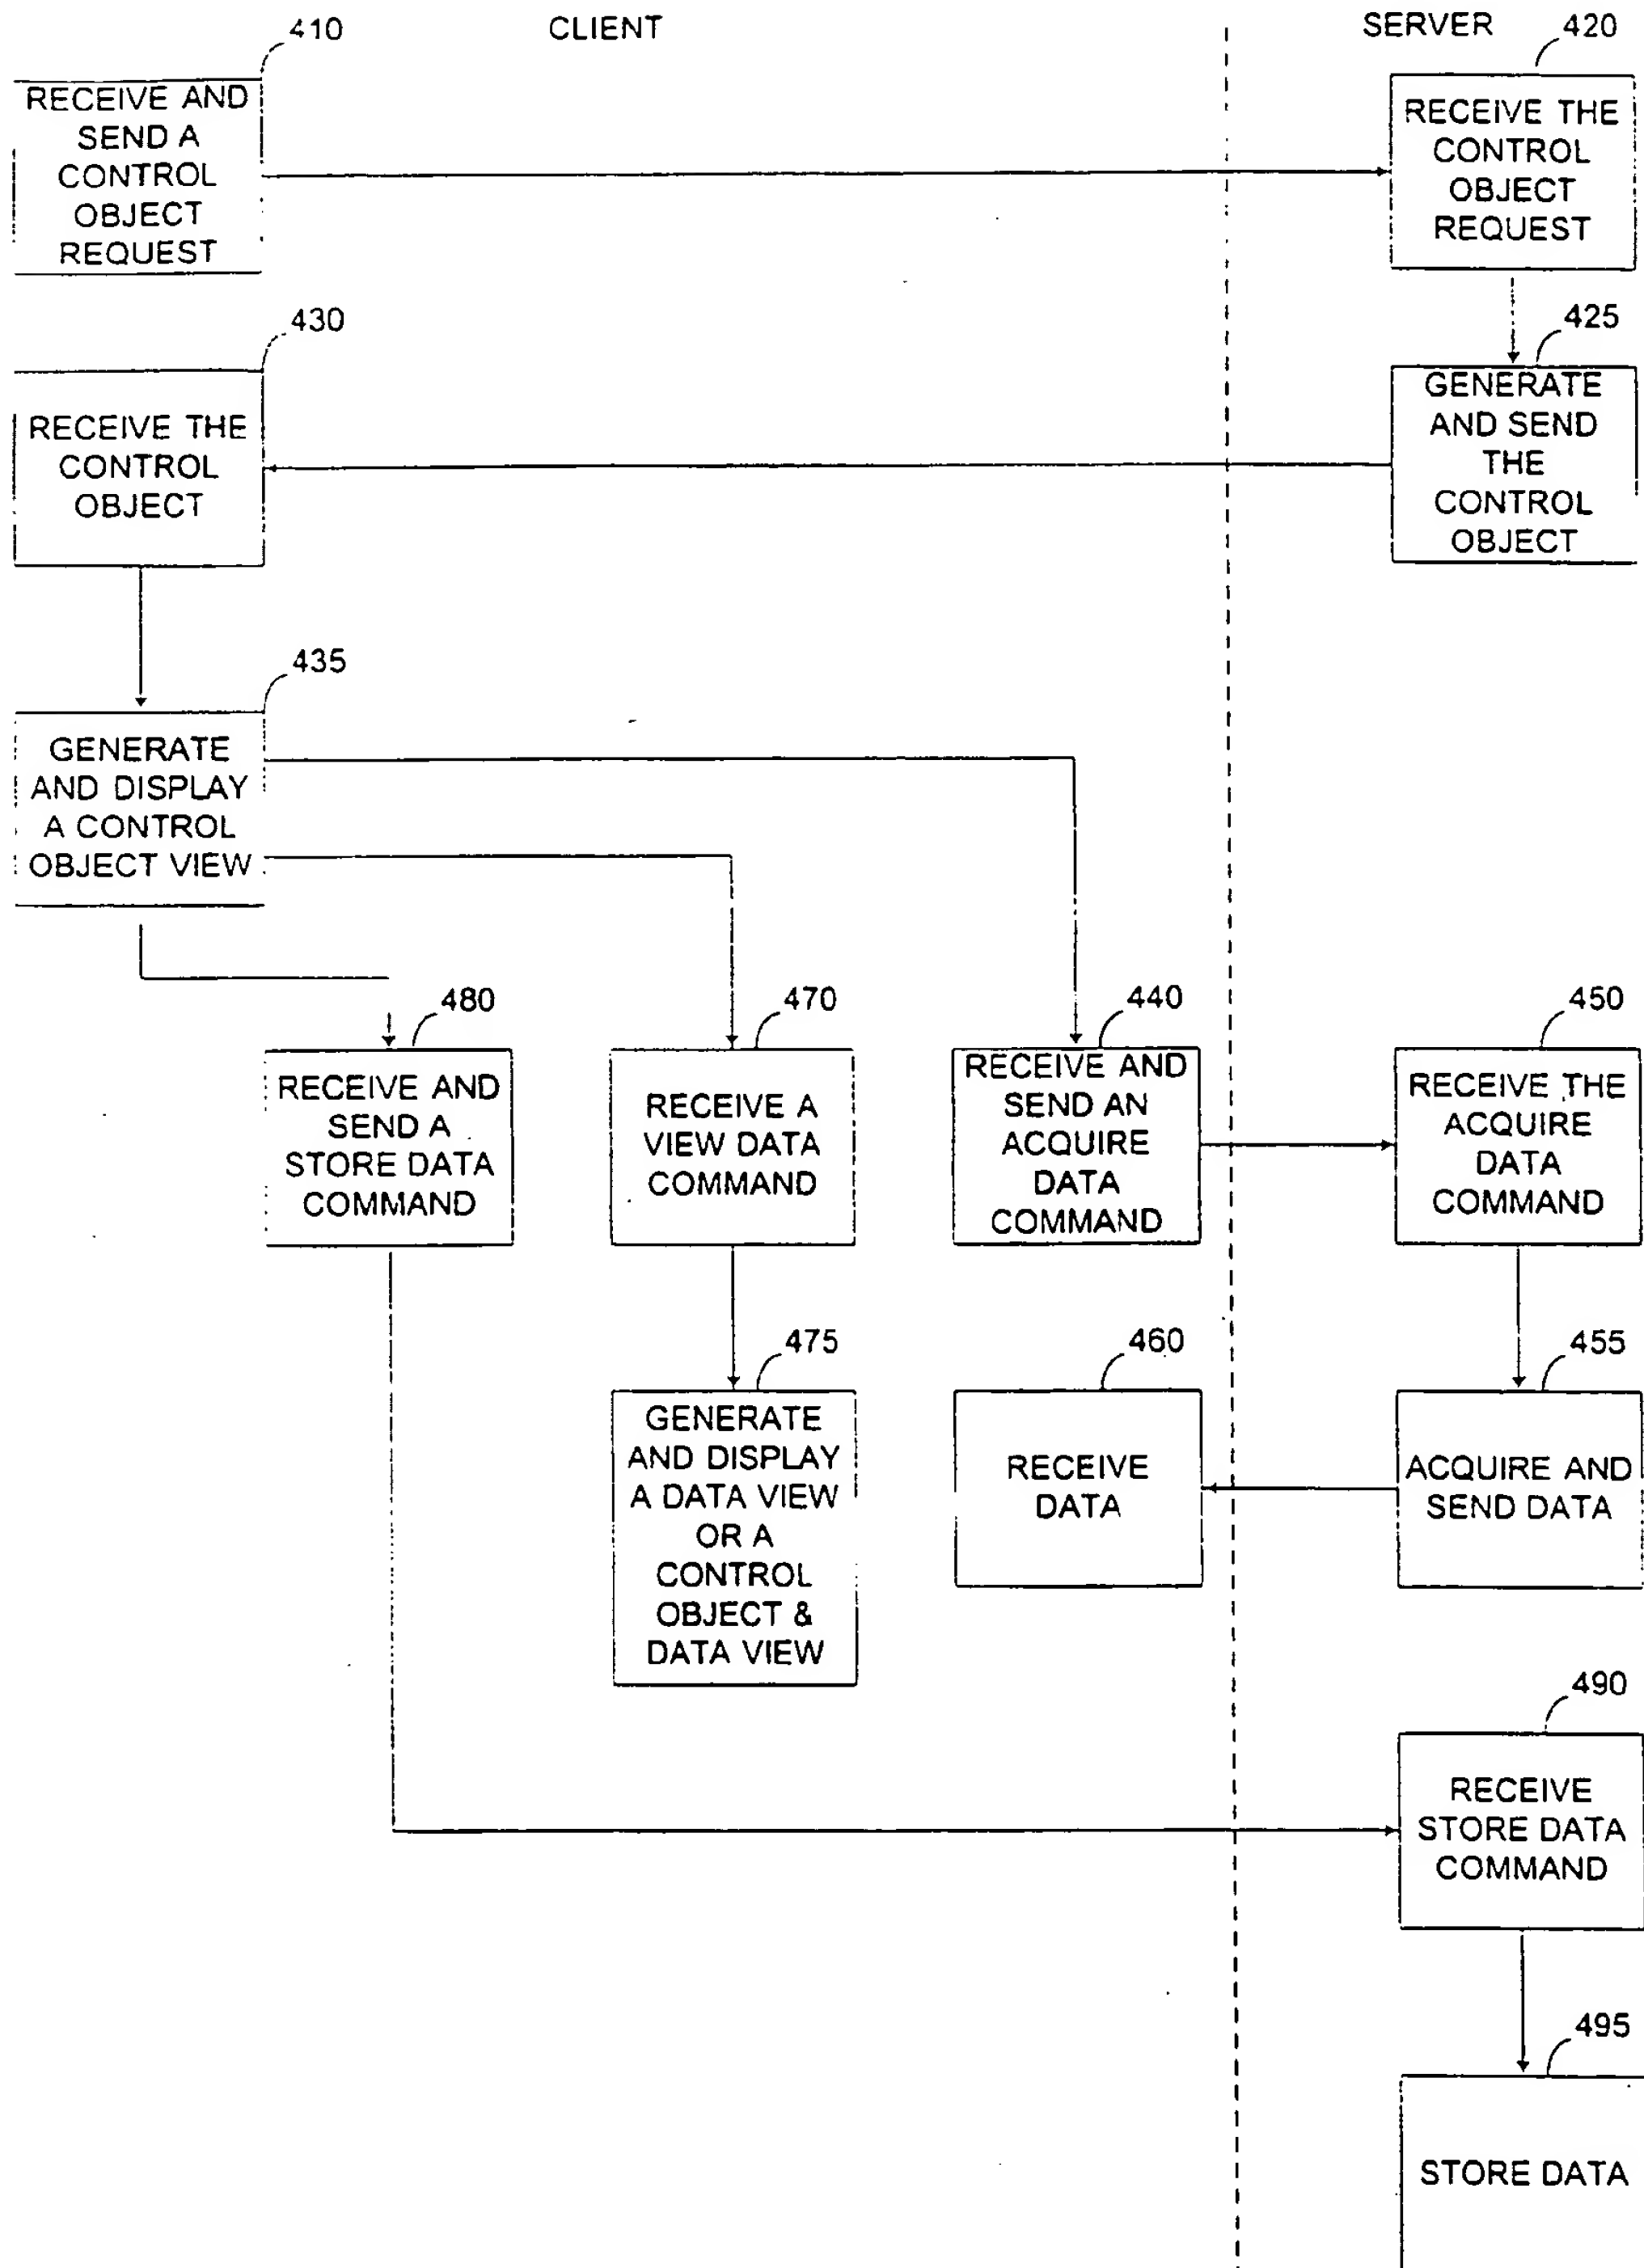 410
CLIENT
SERVER
420
RECEIVE AND
SEND A
CONTROL
OBJECT
REQUEST
RECEIVE THE
CONTROL
OBJECT
REQUEST
430
425
RECEIVE THE
CONTROL
OBJECT
GENERATE
AND SEND
THE
CONTROL
OBJECT
435
GENERATE
AND DISPLAY
A CONTROL
OBJECT VIEW
480
470
440
450
RECEIVE AND
SEND A
STORE DATA
COMMAND
RECEIVE A
VIEW DATA
COMMAND
RECEIVE AND
SEND AN
ACQUIRE
DATA
COMMAND
RECEIVE THE
ACQUIRE
DATA
COMMAND
475
460
455
GENERATE
AND DISPLAY
A DATA VIEW
OR A
CONTROL
OBJECT &
DATA VIEW
RECEIVE
DATA
ACQUIRE AND
SEND DATA
490
RECEIVE
STORE DATA
COMMAND
495
STORE DATA